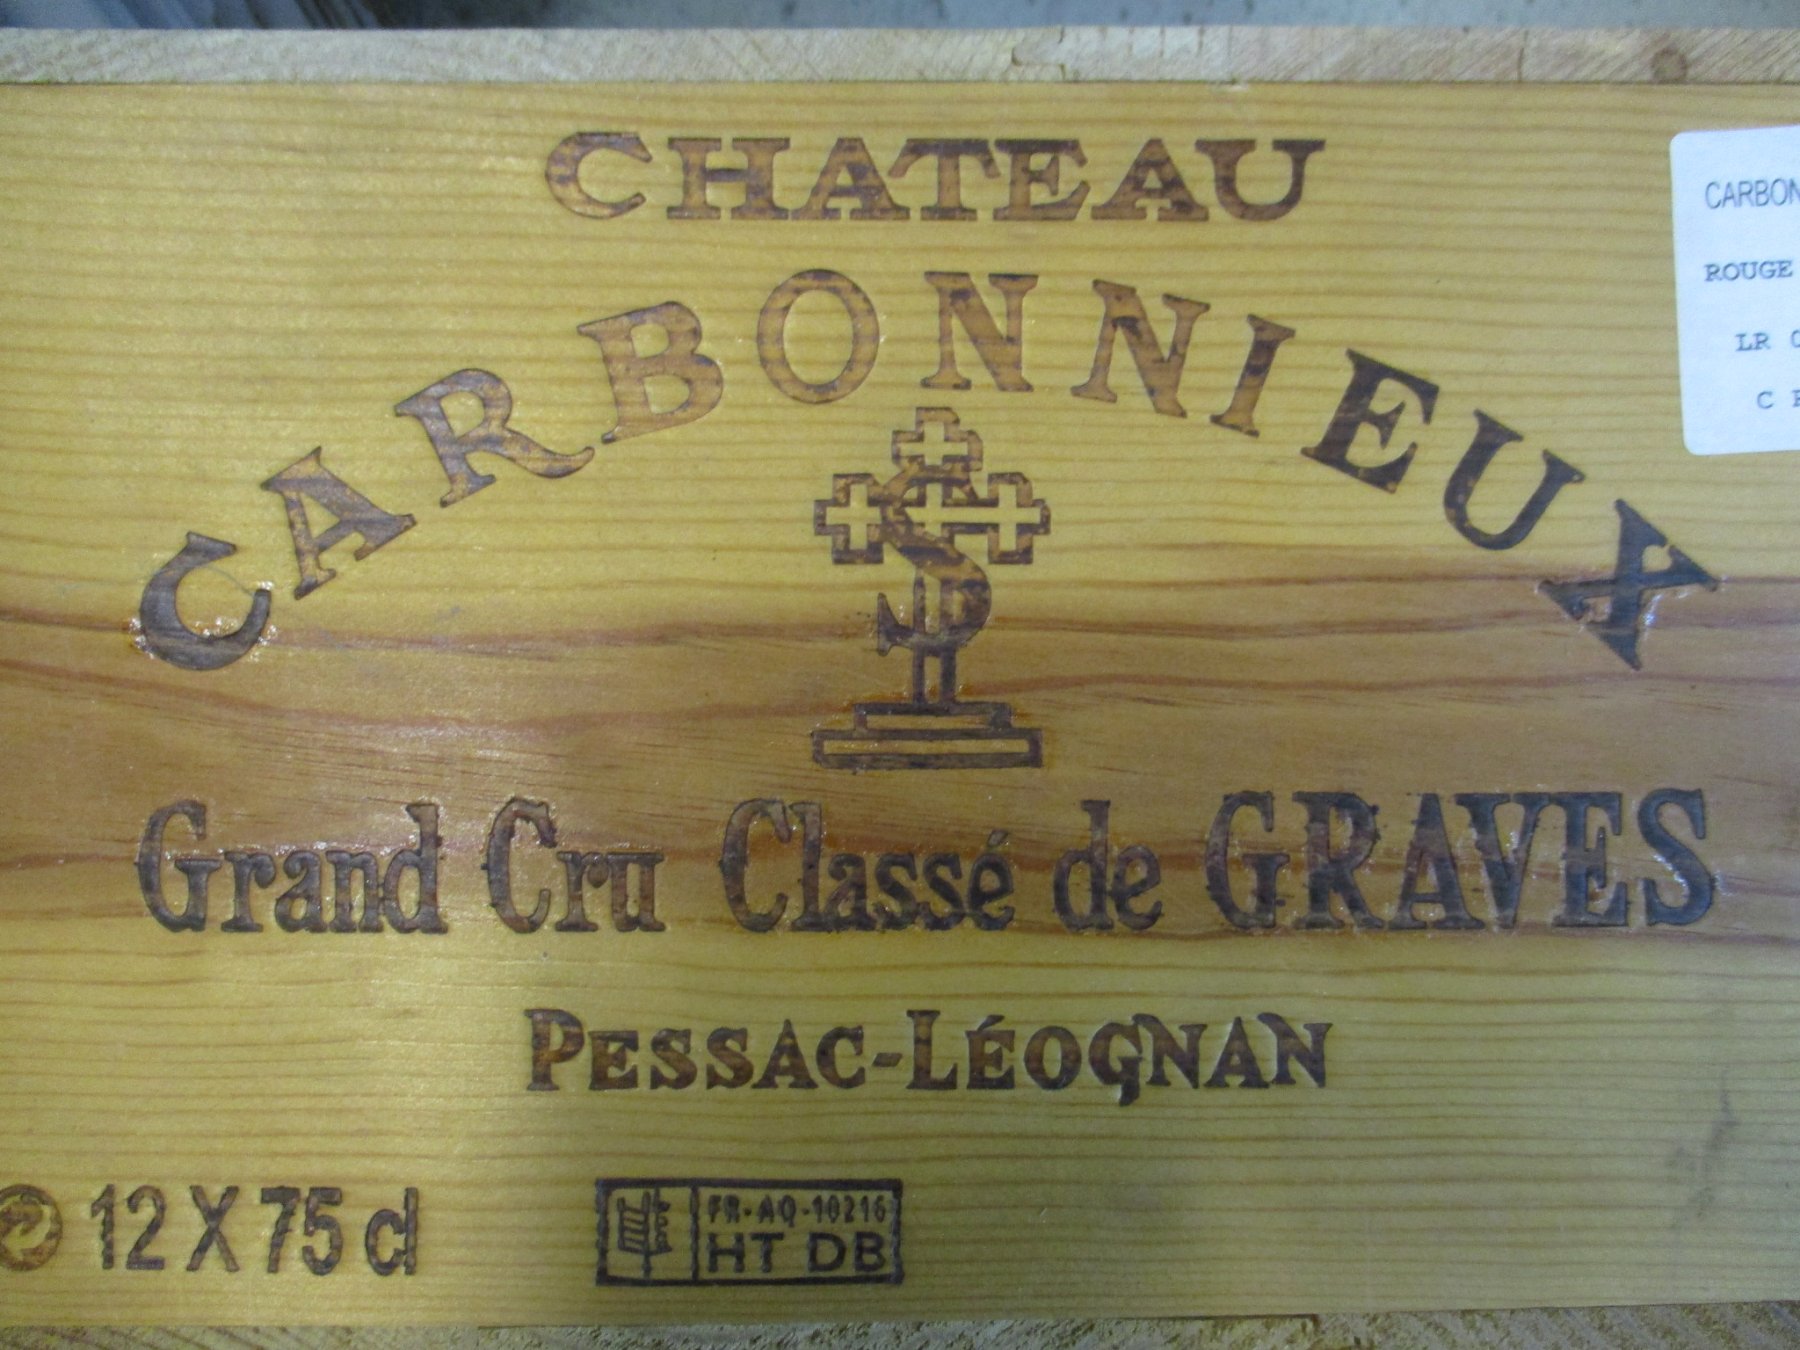 CHATEAU
CARBONNIEUX
S
Grand Cru Classé de GRAVES
PESSAC-LÉOGNAN
12 X 75 cl
FR-AQ-10216
HT DB
CARBON
ROUGE
LR
C